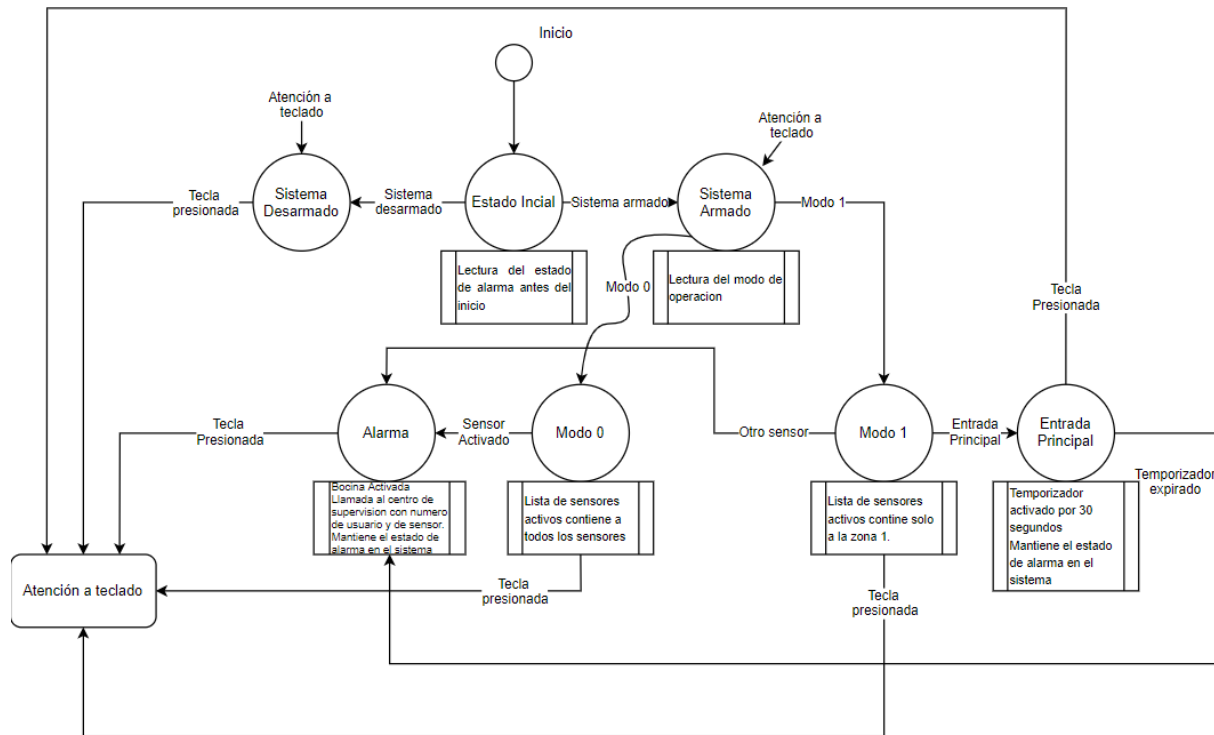 Inicio
Atención a
teclado
Atención a
teclado
Tecla
presionada
Sistema
Desarmado
Sistema
desarmado
Estado Incial
Sistema armado
Sistema
Armado
Modo 1
Lectura del estado
de alarma antes del
inicio
Modo 0
Lectura del modo de
operacion
Tecla
Presionada
Tecla
Presionada
Alarma
Sensor
Activado
Modo 0
Otro sensor
Modo 1
Entrada
Principal
Entrada
Principal
Temporizador
expirado
Bocina Activada
Llamada al centro de
supervision con numero
de usuario y de sensor.
Mantiene el estado de
alarma en el sistema
Lista de sensores
activos contiene a
todos los sensores
Lista de sensores
activos contine solo
a la zona 1.
Temporizador
activado por 30
segundos
Mantiene el estado
de alarma en el
sistema
Atención a teclado
Tecla
presionada
Tecla
presionada